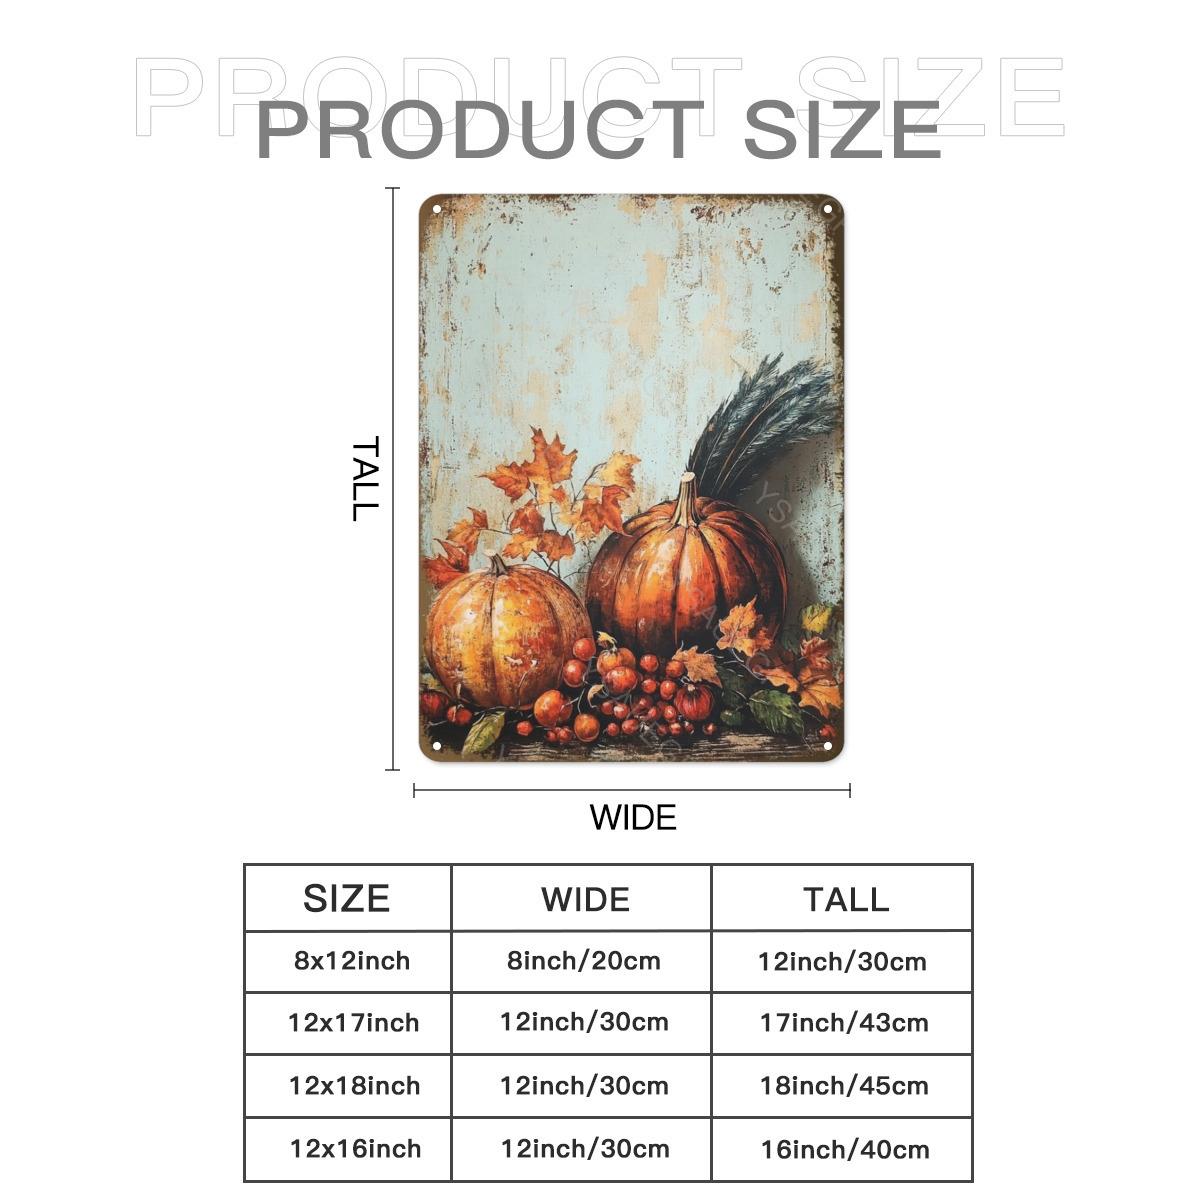 PRODUCT SIZE
PRODUCT SIZE
TALL
WIDE
SIZE WIDE TALL
8x12inch 8inch/20cm 12inch/30cm
12x17inch 12inch/30cm 17inch/43cm
12x18inch 12inch/30cm 18inch/45cm
12x16inch 12inch/30cm 16inch/40cm